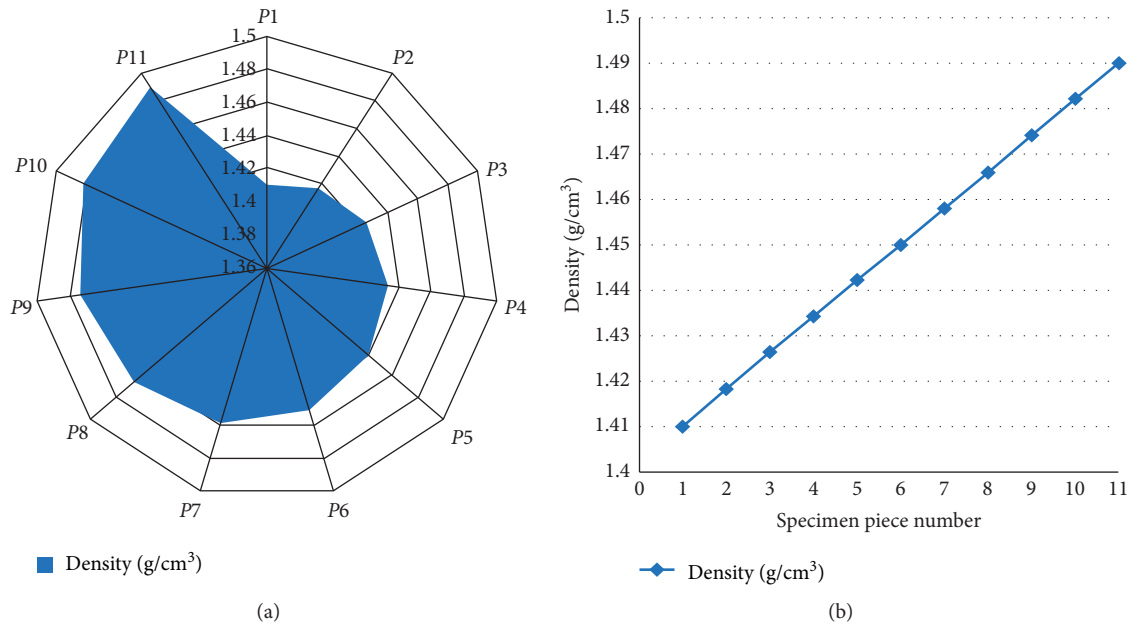 P1
P2
P3
P4
P5
P6
P7
P8
P9
P10
P11
1.5
1.48
1.46
1.44
1.42
1.4
1.38
1.36
Density (g/cm³)
(a)
1.5
1.49
1.48
1.47
1.46
1.45
1.44
1.43
1.42
1.41
1.4
Density (g/cm³)
0 1 2 3 4 5 6 7 8 9 10 11
Specimen piece number
Density (g/cm³)
(b)